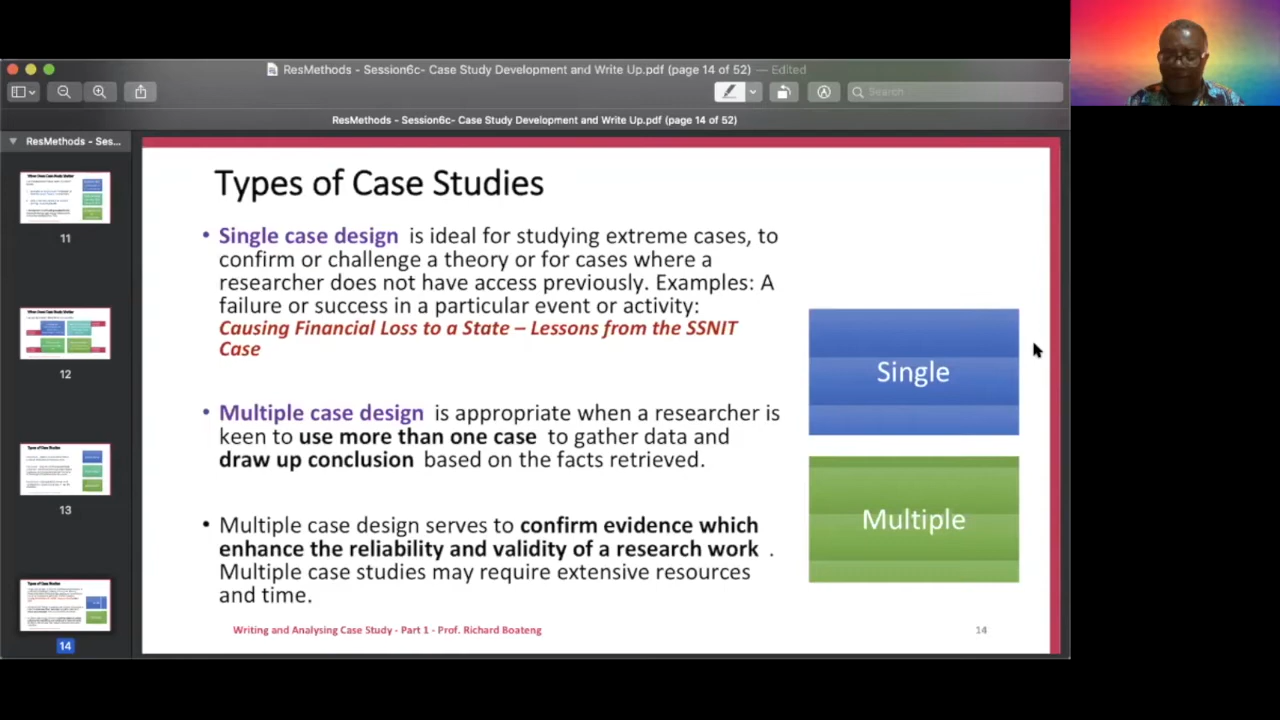 ResMethods - Session6c- Case Study Development and Write Up.pdf (page 14 of 52) — Edited
Search
ResMethods - Session6c- Case Study Development and Write Up.pdf (page 14 of 52)
ResMethods - Ses...
11
12
13
14
Types of Case Studies
• Single case design is ideal for studying extreme cases, to
confirm or challenge a theory or for cases where a
researcher does not have access previously. Examples: A
failure or success in a particular event or activity:
Causing Financial Loss to a State – Lessons from the SSNIT
Case
• Multiple case design is appropriate when a researcher is
keen to use more than one case to gather data and
draw up conclusion based on the facts retrieved.
• Multiple case design serves to confirm evidence which
enhance the reliability and validity of a research work .
Multiple case studies may require extensive resources
and time.
Single
Multiple
Writing and Analysing Case Study - Part 1 - Prof. Richard Boateng
14